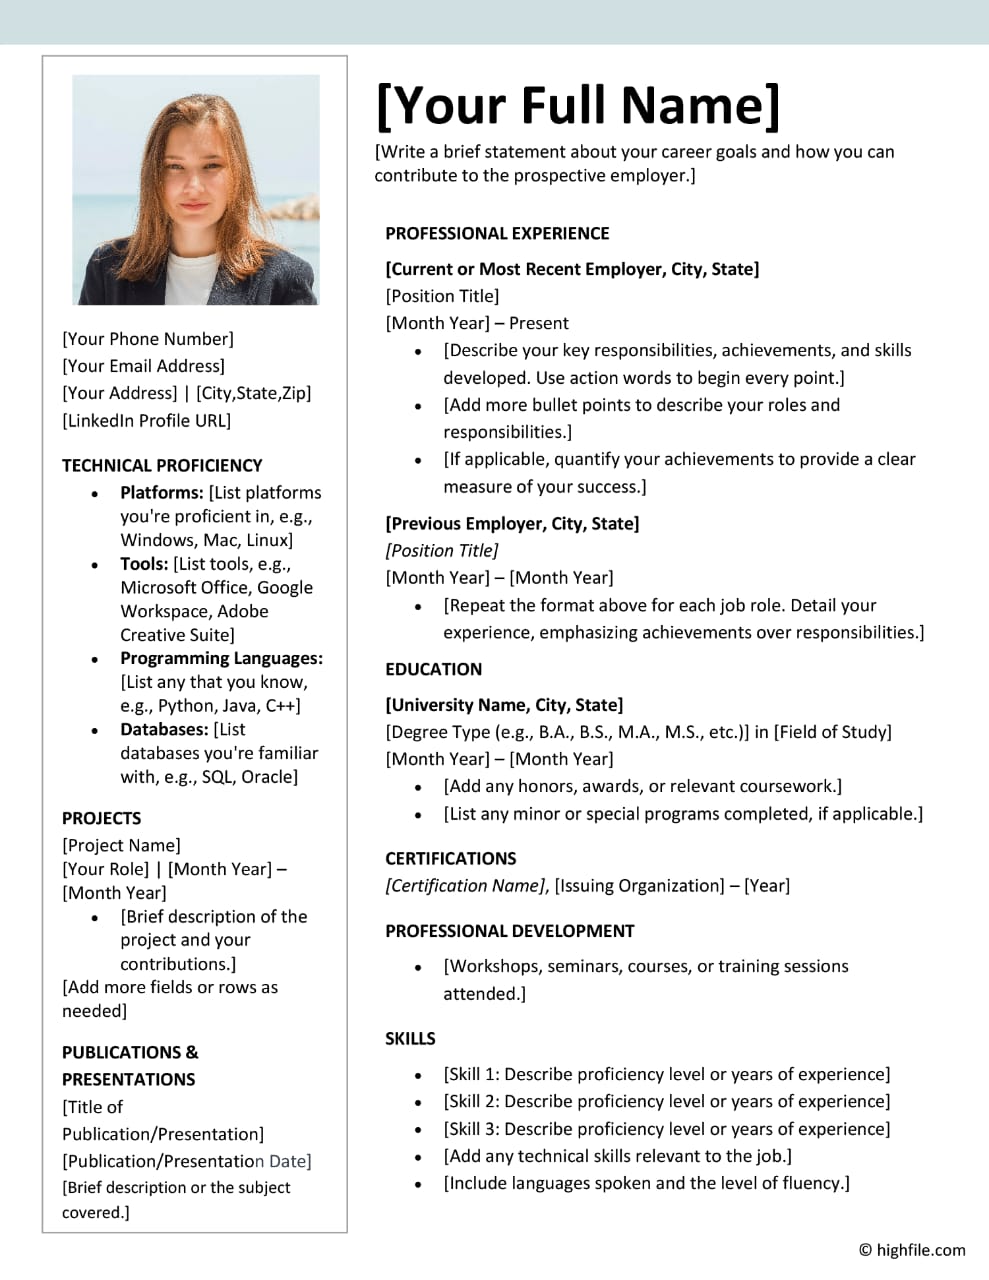 [Your Phone Number]
[Your Email Address]
[Your Address] | [City,State,Zip]
[LinkedIn Profile URL]
TECHNICAL PROFICIENCY
• Platforms: [List platforms
you're proficient in, e.g.,
Windows, Mac, Linux]
• Tools: [List tools, e.g.,
Microsoft Office, Google
Workspace, Adobe
Creative Suite]
• Programming Languages:
[List any that you know,
e.g., Python, Java, C++]
• Databases: [List
databases you're familiar
with, e.g., SQL, Oracle]
PROJECTS
[Project Name]
[Your Role] | [Month Year] –
[Month Year]
• [Brief description of the
project and your
contributions.]
[Add more fields or rows as
needed]
PUBLICATIONS &
PRESENTATIONS
[Title of
Publication/Presentation]
[Publication/Presentation Date]
[Brief description or the subject
covered.]
[Your Full Name]
[Write a brief statement about your career goals and how you can
contribute to the prospective employer.]
PROFESSIONAL EXPERIENCE
[Current or Most Recent Employer, City, State]
[Position Title]
[Month Year] – Present
• [Describe your key responsibilities, achievements, and skills
developed. Use action words to begin every point.]
• [Add more bullet points to describe your roles and
responsibilities.]
• [If applicable, quantify your achievements to provide a clear
measure of your success.]
[Previous Employer, City, State]
[Position Title]
[Month Year] – [Month Year]
• [Repeat the format above for each job role. Detail your
experience, emphasizing achievements over responsibilities.]
EDUCATION
[University Name, City, State]
[Degree Type (e.g., B.A., B.S., M.A., M.S., etc.)] in [Field of Study]
[Month Year] – [Month Year]
• [Add any honors, awards, or relevant coursework.]
• [List any minor or special programs completed, if applicable.]
CERTIFICATIONS
[Certification Name], [Issuing Organization] – [Year]
PROFESSIONAL DEVELOPMENT
• [Workshops, seminars, courses, or training sessions
attended.]
SKILLS
• [Skill 1: Describe proficiency level or years of experience]
• [Skill 2: Describe proficiency level or years of experience]
• [Skill 3: Describe proficiency level or years of experience]
• [Add any technical skills relevant to the job.]
• [Include languages spoken and the level of fluency.]
© highfile.com